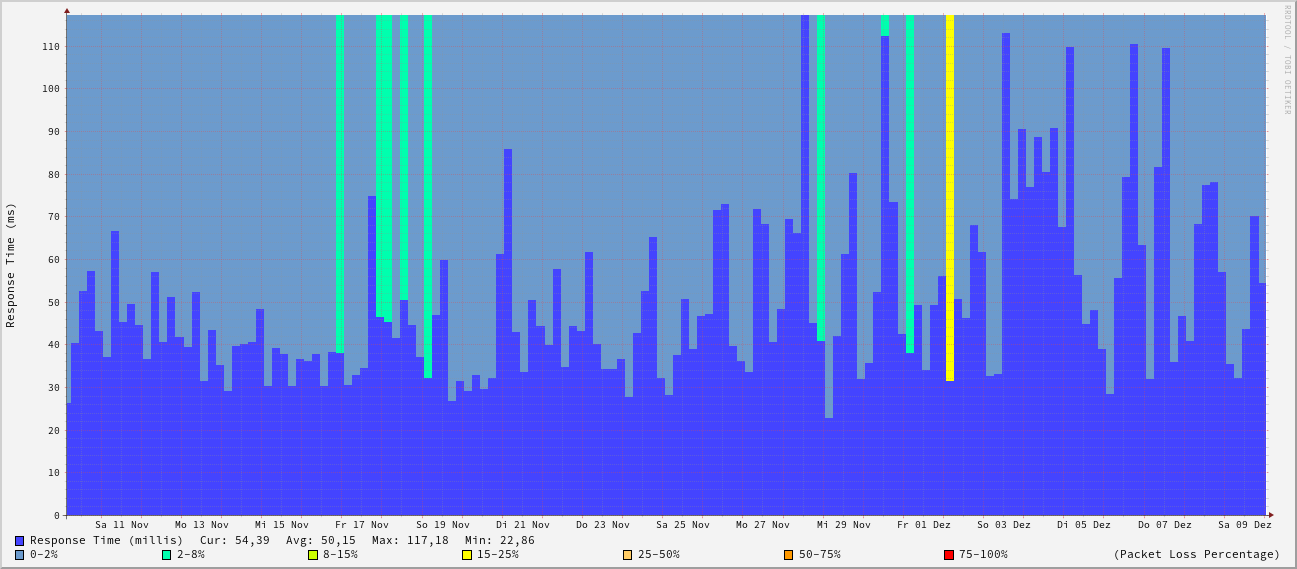 RRDTOOL / TOBI OETIKER
Response Time (ms)
110
100
90
80
70
60
50
40
30
20
10
0
Sa 11 Nov Mo 13 Nov Mi 15 Nov Fr 17 Nov So 19 Nov Di 21 Nov Do 23 Nov Sa 25 Nov Mo 27 Nov Mi 29 Nov Fr 01 Dez So 03 Dez Di 05 Dez Do 07 Dez Sa 09 Dez
Response Time (millis) Cur: 54,39 Avg: 50,15 Max: 117,18 Min: 22,86
0-2% 2-8% 8-15% 15-25% 25-50% 50-75% 75-100% (Packet Loss Percentage)